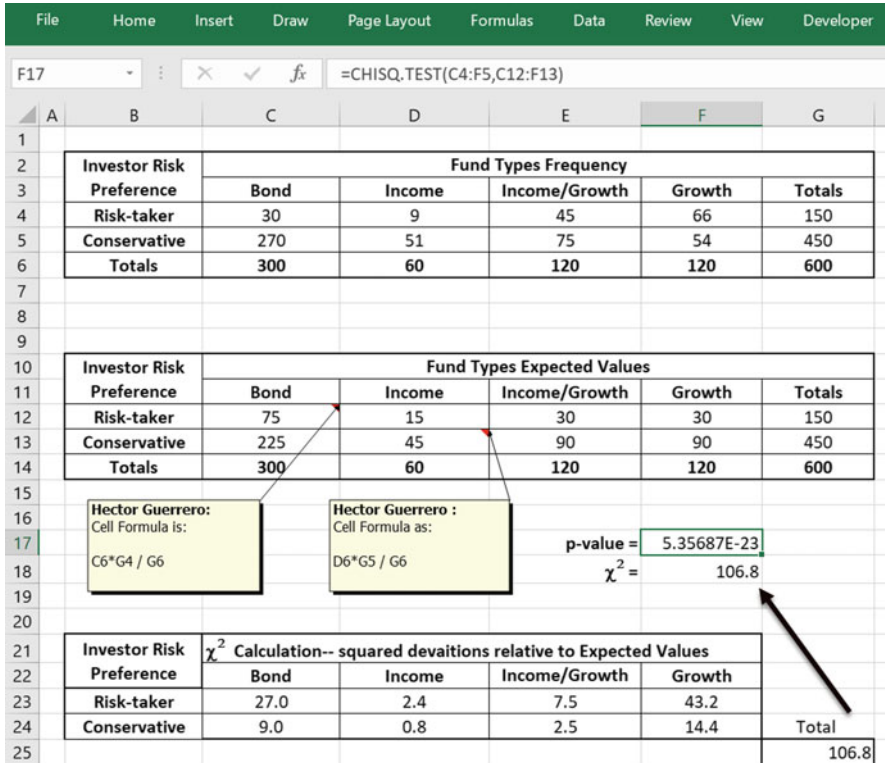 File Home Insert Draw Page Layout Formulas Data Review View Developer
F17 fx =CHISQ.TEST(C4:F5,C12:F13)
A B C D E F G
1
2 Investor Risk Fund Types Frequency
3 Preference Bond Income Income/Growth Growth Totals
4 Risk-taker 30 9 45 66 150
5 Conservative 270 51 75 54 450
6 Totals 300 60 120 120 600
7
8
9
10 Investor Risk Fund Types Expected Values
11 Preference Bond Income Income/Growth Growth Totals
12 Risk-taker 75 15 30 30 150
13 Conservative 225 45 90 90 450
14 Totals 300 60 120 120 600
15
16 Hector Guerrero: Hector Guerrero :
Cell Formula is: Cell Formula as:
17 p-value = 5.35687E-23
C6*G4 / G6 D6*G5 / G6
18 χ² = 106.8
19
20
21 Investor Risk χ² Calculation-- squared devaitions relative to Expected Values
22 Preference Bond Income Income/Growth Growth
23 Risk-taker 27.0 2.4 7.5 43.2
24 Conservative 9.0 0.8 2.5 14.4 Total
25 106.8